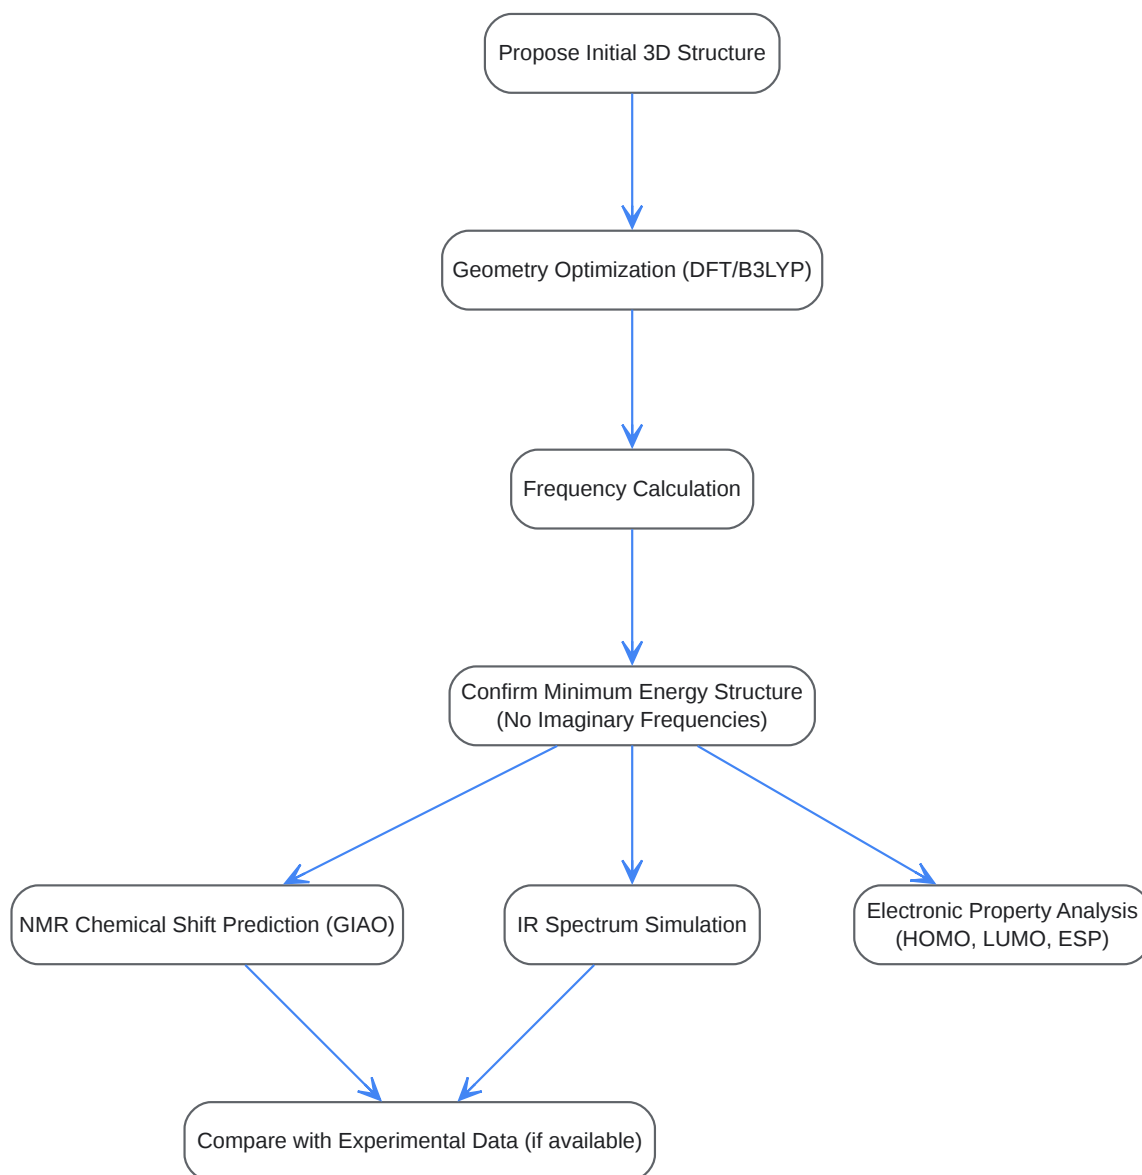 Propose Initial 3D Structure
Geometry Optimization (DFT/B3LYP)
Frequency Calculation
Confirm Minimum Energy Structure
(No Imaginary Frequencies)
NMR Chemical Shift Prediction (GIAO)
IR Spectrum Simulation
Electronic Property Analysis
(HOMO, LUMO, ESP)
Compare with Experimental Data (if available)